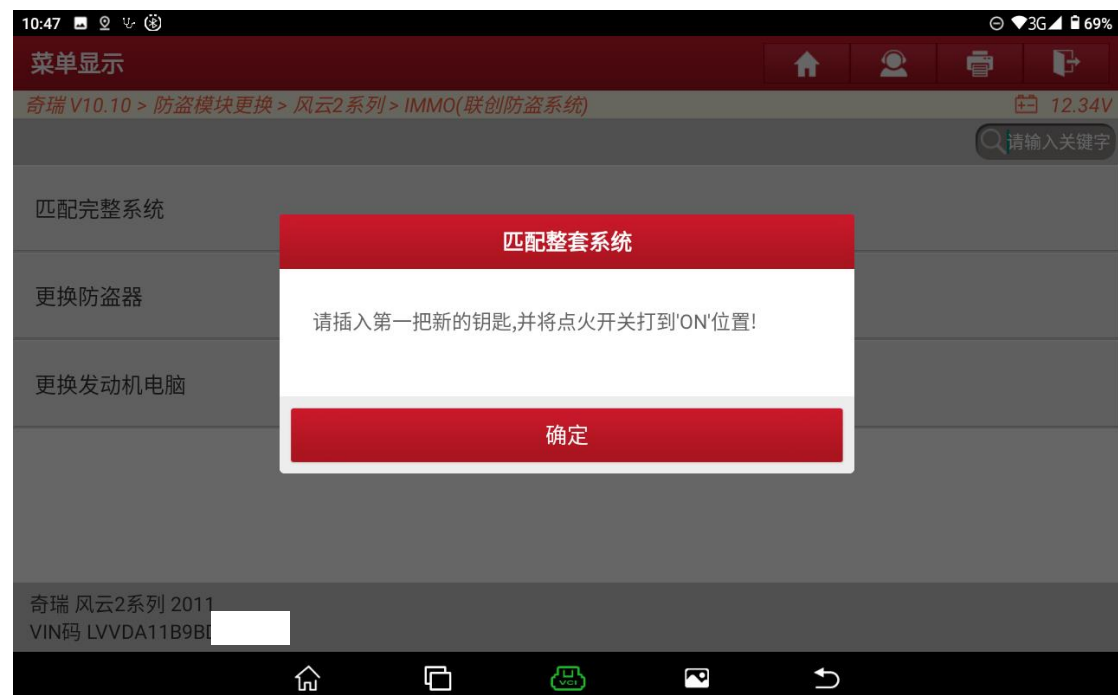 10:47
3G 69%
菜单显示
奇瑞 V10.10 > 防盗模块更换 > 风云2系列 > IMMO(联创防盗系统)
12.34V
请输入关键字
匹配完整系统
匹配整套系统
更换防盗器
请插入第一把新的钥匙,并将点火开关打到'ON'位置!
更换发动机电脑
确定
奇瑞 风云2系列 2011
VIN码 LVVDA11B9B
VCI